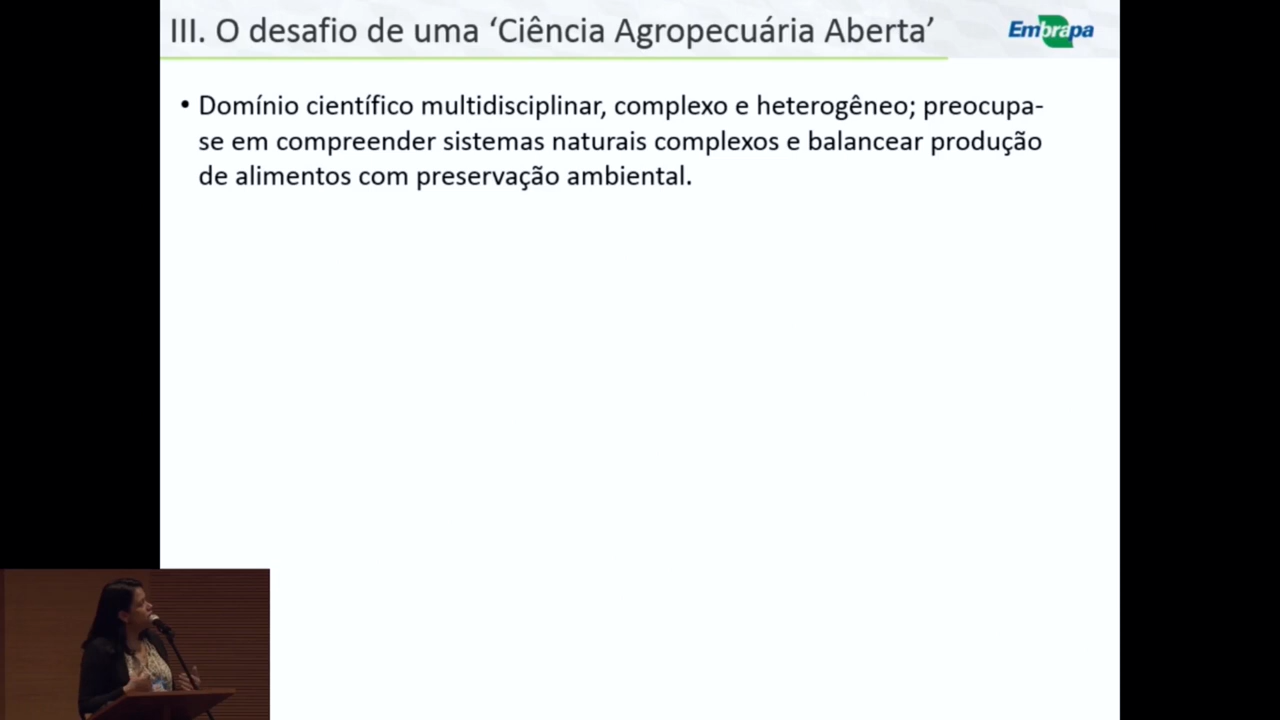 III. O desafio de uma ‘Ciência Agropecuária Aberta’
Embrapa
• Domínio científico multidisciplinar, complexo e heterogêneo; preocupa-
se em compreender sistemas naturais complexos e balancear produção
de alimentos com preservação ambiental.